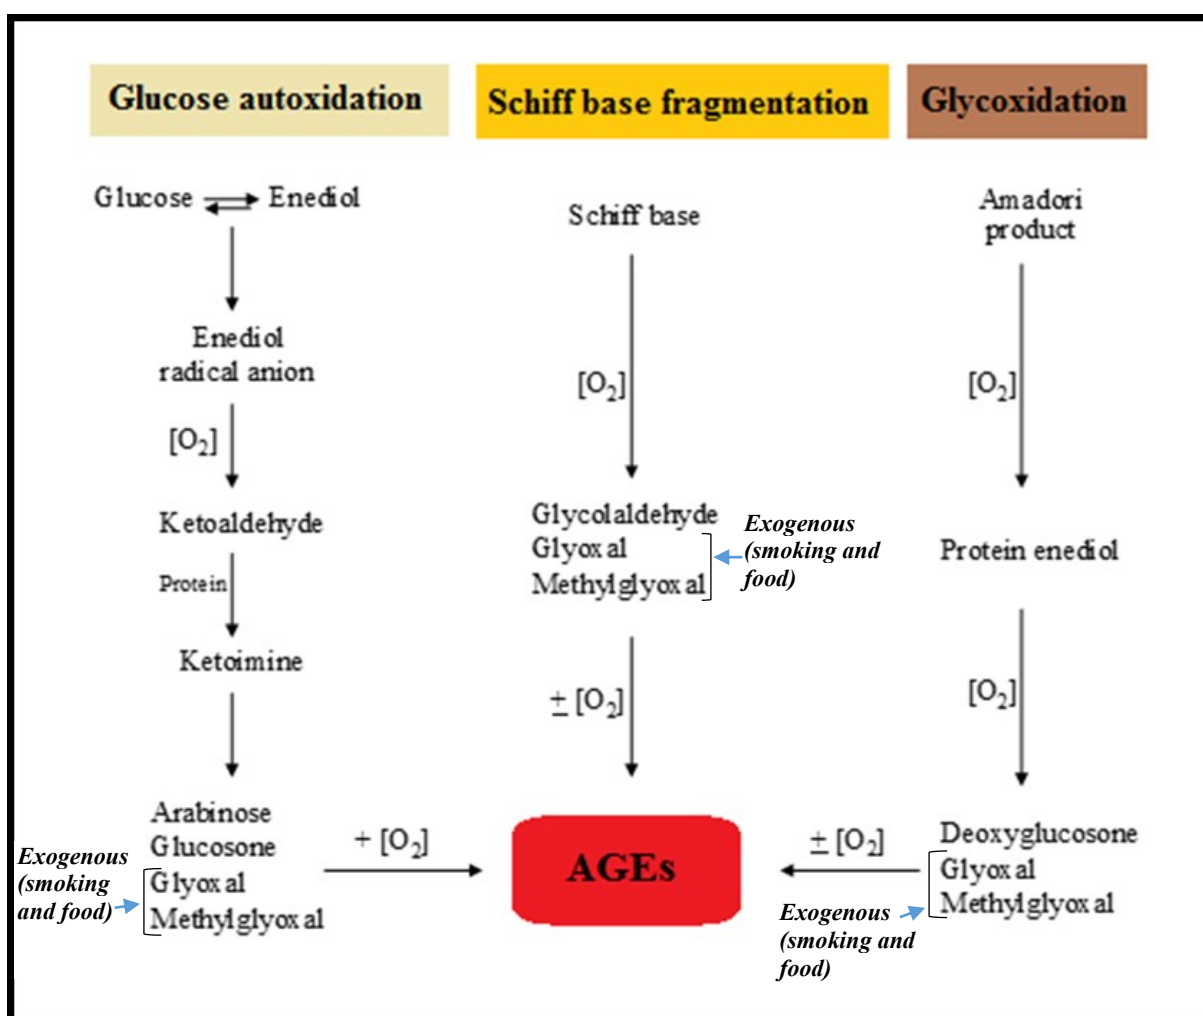 Glucose autoxidation
Glucose
Enediol
Enediol
radical anion
[O₂]
Ketoaldehyde
Protein
Ketoimine
Arabinose
Glucosone
Glyoxal
Methylglyoxal
Exogenous
(smoking
and food)
+ [O₂]
Schiff base fragmentation
Schiff base
[O₂]
Glycolaldehyde
Glyoxal
Methylglyoxal
Exogenous
(smoking and
food)
± [O₂]
AGEs
Glycoxidation
Amadori
product
[O₂]
Protein enediol
[O₂]
Deoxyglucosone
Glyoxal
Methylglyoxal
± [O₂]
Exogenous
(smoking and
food)